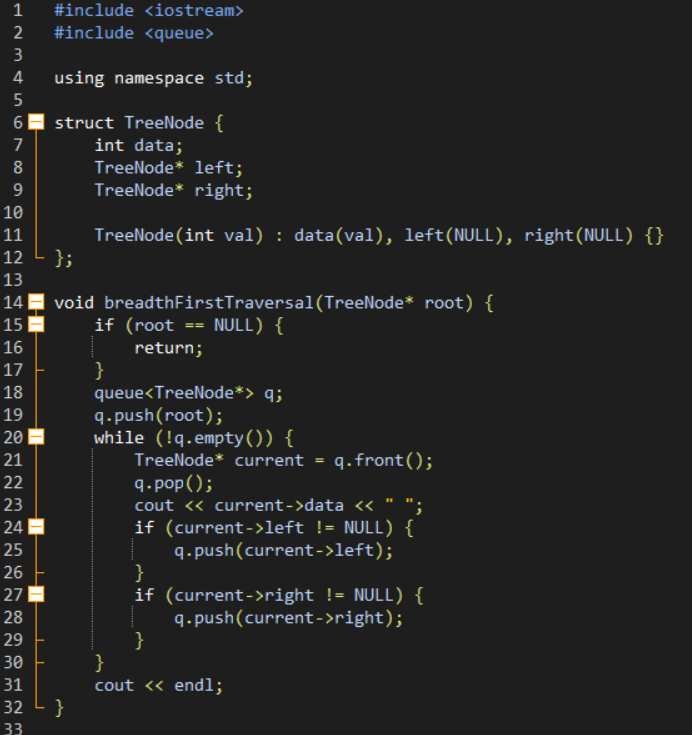 1 #include <iostream>
2 #include <queue>
3
4 using namespace std;
5
6 struct TreeNode {
7     int data;
8     TreeNode* left;
9     TreeNode* right;
10
11     TreeNode(int val) : data(val), left(NULL), right(NULL) {}
12 };
13
14 void breadthFirstTraversal(TreeNode* root) {
15     if (root == NULL) {
16         return;
17     }
18     queue<TreeNode*> q;
19     q.push(root);
20     while (!q.empty()) {
21         TreeNode* current = q.front();
22         q.pop();
23         cout << current->data << " ";
24         if (current->left != NULL) {
25             q.push(current->left);
26         }
27         if (current->right != NULL) {
28             q.push(current->right);
29         }
30     }
31     cout << endl;
32 }
33